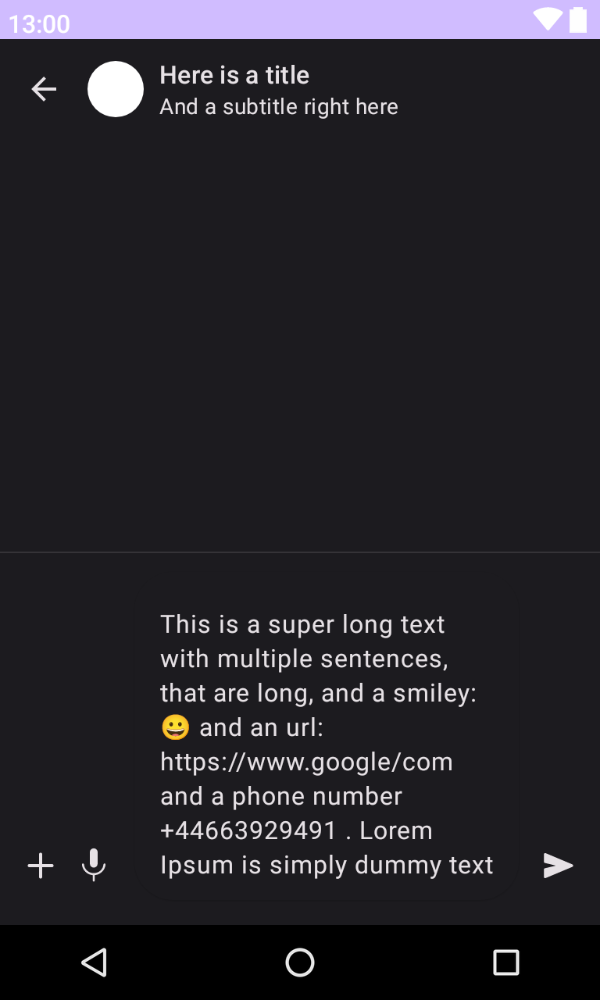 13:00
Here is a title
And a subtitle right here
This is a super long text
with multiple sentences,
that are long, and a smiley:
😀 and an url:
https://www.google/com
and a phone number
+44663929491 . Lorem
Ipsum is simply dummy text